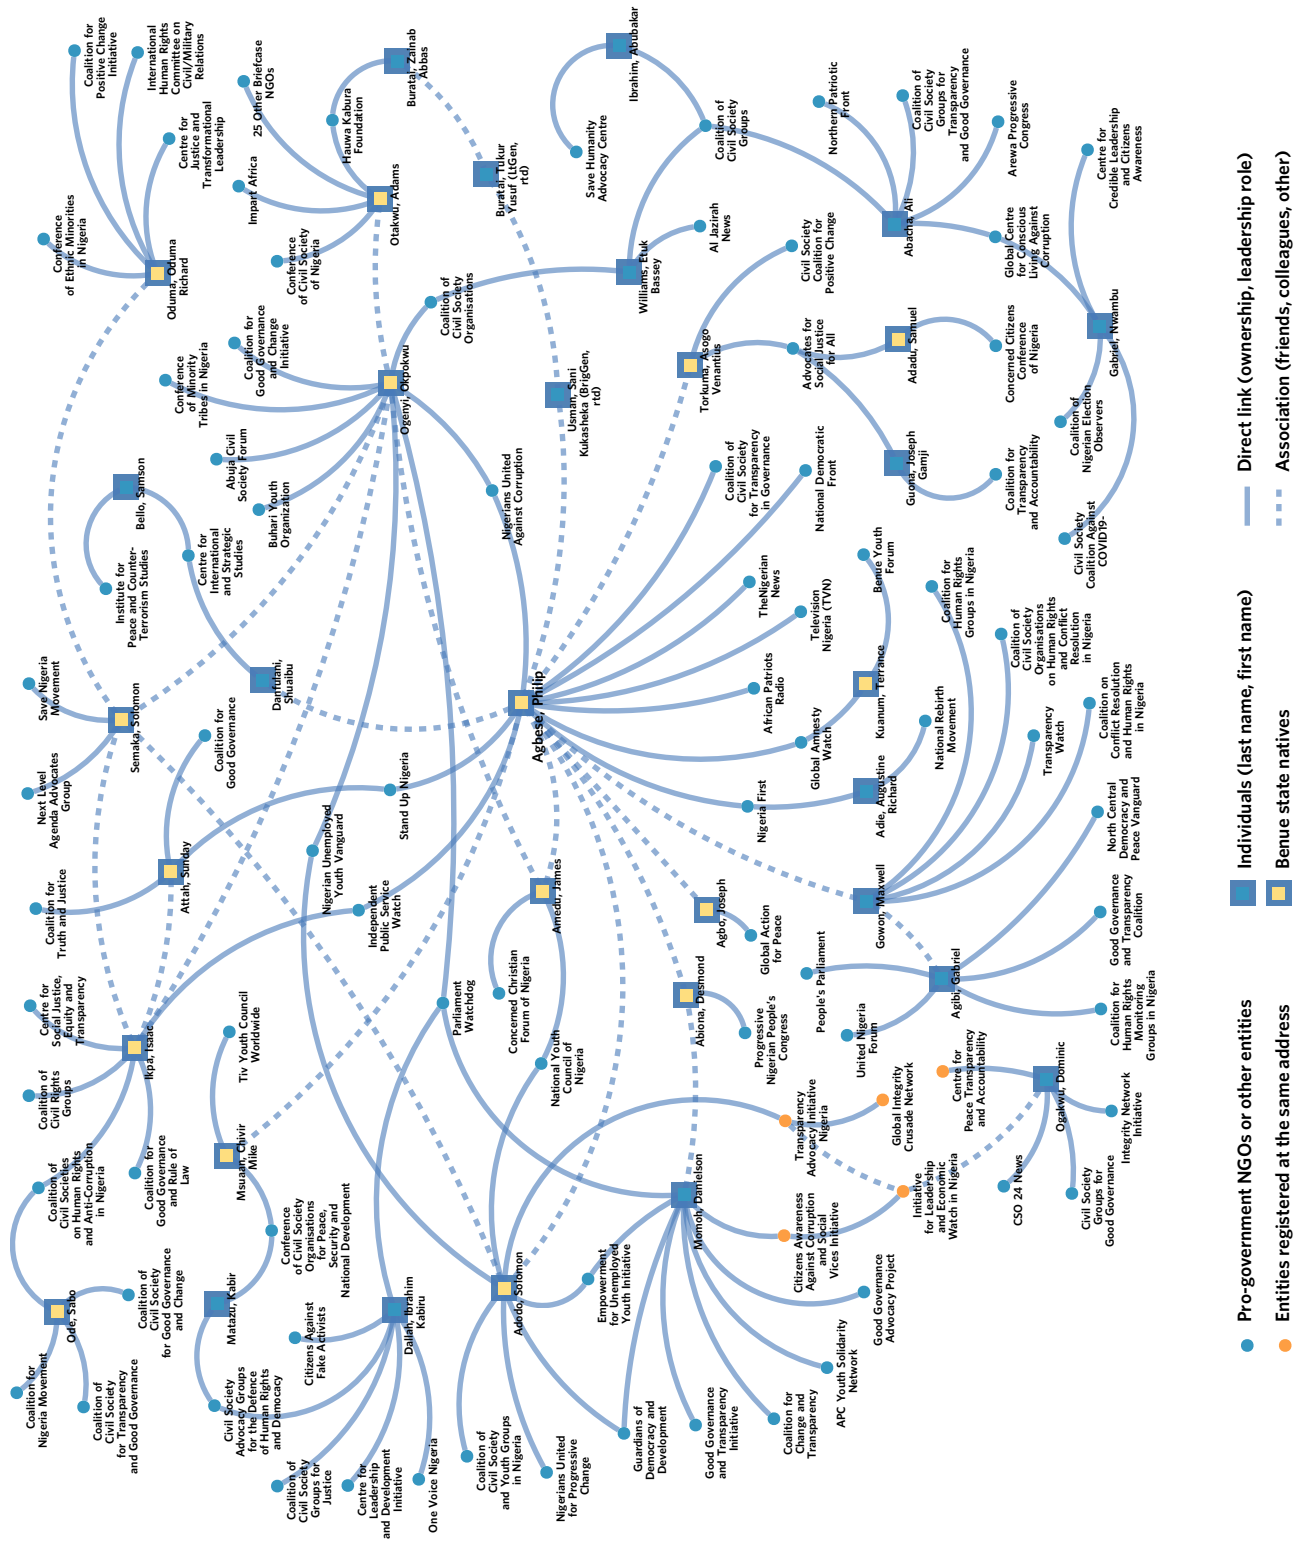 Coalition for
Positive Change
Initiative
International
Human Rights
Committee on
Civil/Military
Relations
Centre for
Justice and
Transformational
Leadership
Conference
of Ethnic Minorities
in Nigeria
Oduma, Oduma
Richard
25 Other Briefcase
NGOs
Hauwa Kabura
Foundation
Impart Africa
Conference
of Civil Society
of Nigeria
Otakwu, Adams
Buratai, Zainab
Abbas
Buratai, Tukur
Yusuf (LtGen,
rtd)
Ibrahim, Abubakar
Save Humanity
Advocacy Centre
Coalition of
Civil Society
Groups
Northern Patriotic
Front
Coalition of
Civil Society
Groups for
Transparency
and Good Governance
Arewa Progressive
Congress
Centre for
Credible Leadership
and Citizens
Awareness
Abacha, Ali
Global Centre
for Conscious
Living Against
Corruption
Al Jazirah
News
Williams, Etuk
Bassey
Civil Society
Coalition for
Positive Change
Coalition of
Civil Society
Organisations
Coalition for
Good Governance
and Change
Initiative
Conference
of Minority
Tribes in Nigeria
Ogenyi, Okpokwu
Abuja Civil
Society Forum
Buhari Youth
Organization
Usman, Sani
Kukasheka (BrigGen,
rtd)
Torkuma, Asogo
Venantius
Advocates for
Social Justice
for All
Adadu, Samuel
Concerned Citizens
Conference
of Nigeria
Gabriel, Nwambu
Coalition of
Nigerian Election
Observers
Guona, Joseph
Gamji
Coalition for
Transparency
and Accountability
Civil Society
Coalition Against
COVID19-
Bello, Samson
Institute for
Peace and Counter-
Terrorism Studies
Centre for
International
and Strategic
Studies
Nigerians United
Against Corruption
Coalition of
Civil Society
for Transparency
in Governance
National Democratic
Front
TheNigerian
News
Television
Nigeria (TVN)
Benue Youth
Forum
Coalition for
Human Rights
Groups in Nigeria
Coalition of
Civil Society
Organisations
on Human Rights
and Conflict
Resolution
in Nigeria
Save Nigeria
Movement
Semaka, Solomon
Danfulani,
Shuaibu
Agbese, Philip
African Patriots
Radio
Kuanum, Terrance
Global Amnesty
Watch
National Rebirth
Movement
Transparency
Watch
Coalition on
Conflict Resolution
and Human Rights
in Nigeria
Next Level
Agenda Advocates
Group
Coalition for
Good Governance
Stand Up Nigeria
Nigeria First
Adie, Augustine
Richard
North Central
Democracy and
Peace Vanguard
Attah, Sunday
Coalition for
Truth and Justice
Nigerian Unemployed
Youth Vanguard
Independent
Public Service
Watch
Amedu, James
Agbo, Joseph
Global Action
for Peace
Gowon, Maxwell
Good Governance
and Transparency
Coalition
Centre for
Social Justice,
Equity and
Transparency
Ikpa, Isaac
Coalition of
Civil Rights
Groups
Tiv Youth Council
Worldwide
Parliament
Watchdog
Concerned Christian
Forum of Nigeria
National Youth
Council of
Nigeria
Abiona, Desmond
Progressive
Nigerian People's
Congress
People's Parliament
United Nigeria
Forum
Agibi, Gabriel
Coalition for
Human Rights
Monitoring
Groups in Nigeria
Centre for
Peace Transparency
and Accountability
Ogakwu, Dominic
Integrity Network
Initiative
Coalition of
Civil Societies
on Human Rights
and Anti-Corruption
in Nigeria
Coalition for
Good Governance
and Rule of
Law
Msuaan, Chivir
Mike
Transparency
Advocacy Initiative
Nigeria
Global Integrity
Crusade Network
Initiative
for Leadership
and Economic
Watch in Nigeria
CSO 24 News
Civil Society
Groups for
Good Governance
Momoh, Danielson
Citizens Awareness
Against Corruption
and Social
Vices Initiative
Conference
of Civil Society
Organisations
for Peace,
Security and
National Development
Ode, Sabo
Coalition of
Civil Society
for Good Governance
and Change
Matazu, Kabir
Adodo, Solomon
Empowerment
for Unemployed
Youth Initiative
Good Governance
Advocacy Project
Coalition for
Nigeria Movement
Coalition of
Civil Society
for Transparency
and Good Governance
Civil Society
Advocacy Groups
for the Defence
of Human Rights
and Democracy
Citizens Against
Fake Activists
Dallah, Ibrahim
Kabiru
Coalition of
Civil Society
Groups for
Justice
Centre for
Leadership
and Development
Initiative
One Voice Nigeria
Coalition of
Civil Society
and Youth Groups
in Nigeria
Nigerians United
for Progressive
Change
Guardians of
Democracy and
Development
Good Governance
and Transparency
Initiative
Coalition for
Change and
Transparency
APC Youth Solidarity
Network
Pro-government NGOs or other entities
Entities registered at the same address
Individuals (last name, first name)
Benue state natives
Direct link (ownership, leadership role)
Association (friends, colleagues, other)